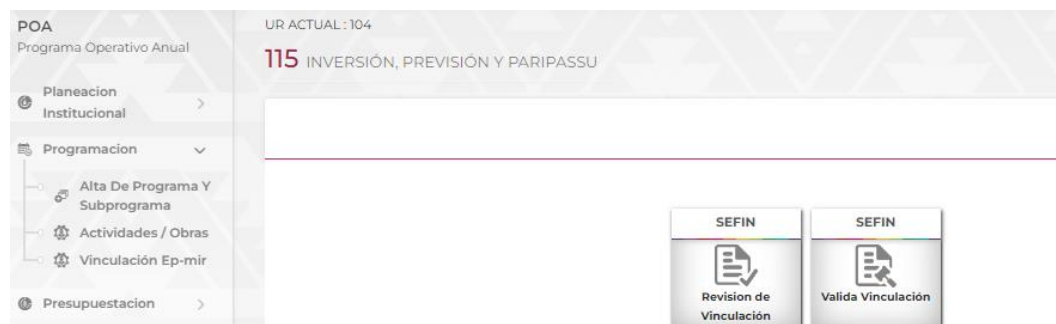 POA
Programa Operativo Anual
Planeacion
Institucional
Programacion
Alta De Programa Y
Subprograma
Actividades / Obras
Vinculación Ep-mir
Presupuestacion
UR ACTUAL : 104
115 INVERSIÓN, PREVISIÓN Y PARIPASSU
SEFIN
Revision de
Vinculación
SEFIN
Valida Vinculación